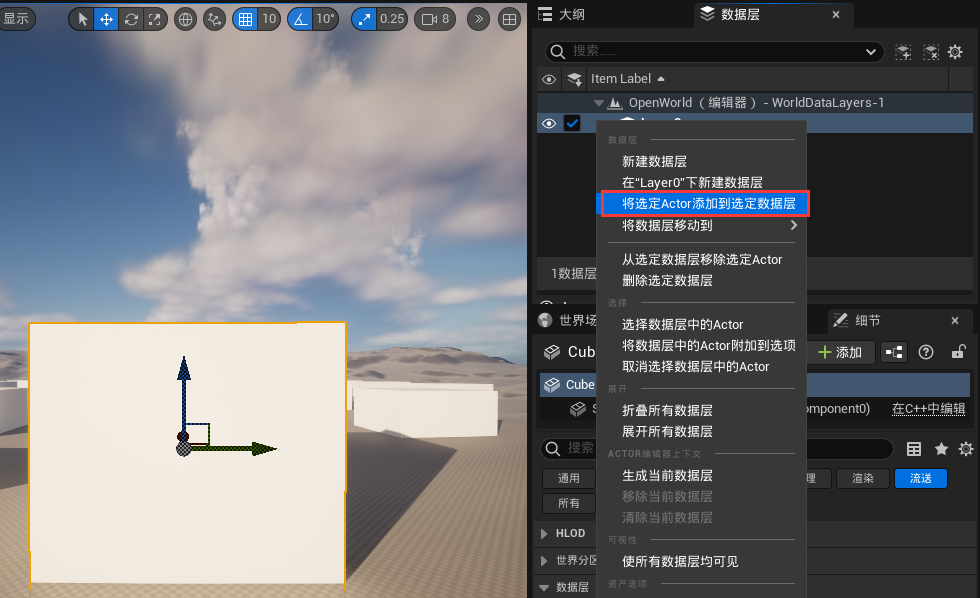 显示
10
10°
0.25
8
大纲
数据层
搜索……
Item Label
OpenWorld（编辑器）- WorldDataLayers-1
数据层
新建数据层
在“Layer0”下新建数据层
将选定Actor添加到选定数据层
将数据层移动到
从选定数据层移除选定Actor
删除选定数据层
选择
选择数据层中的Actor
将数据层中的Actor附加到选项
取消选择数据层中的Actor
展开
折叠所有数据层
展开所有数据层
ACTOR编辑器上下文
生成当前数据层
移除当前数据层
清除当前数据层
可视性
使所有数据层均可见
资产选项
1数据层
世界场
细节
Cub
添加
Cube
S
omponent0)
在C++中编辑
搜索
通用
理
渲染
流送
所有
HLOD
世界分区
数据层